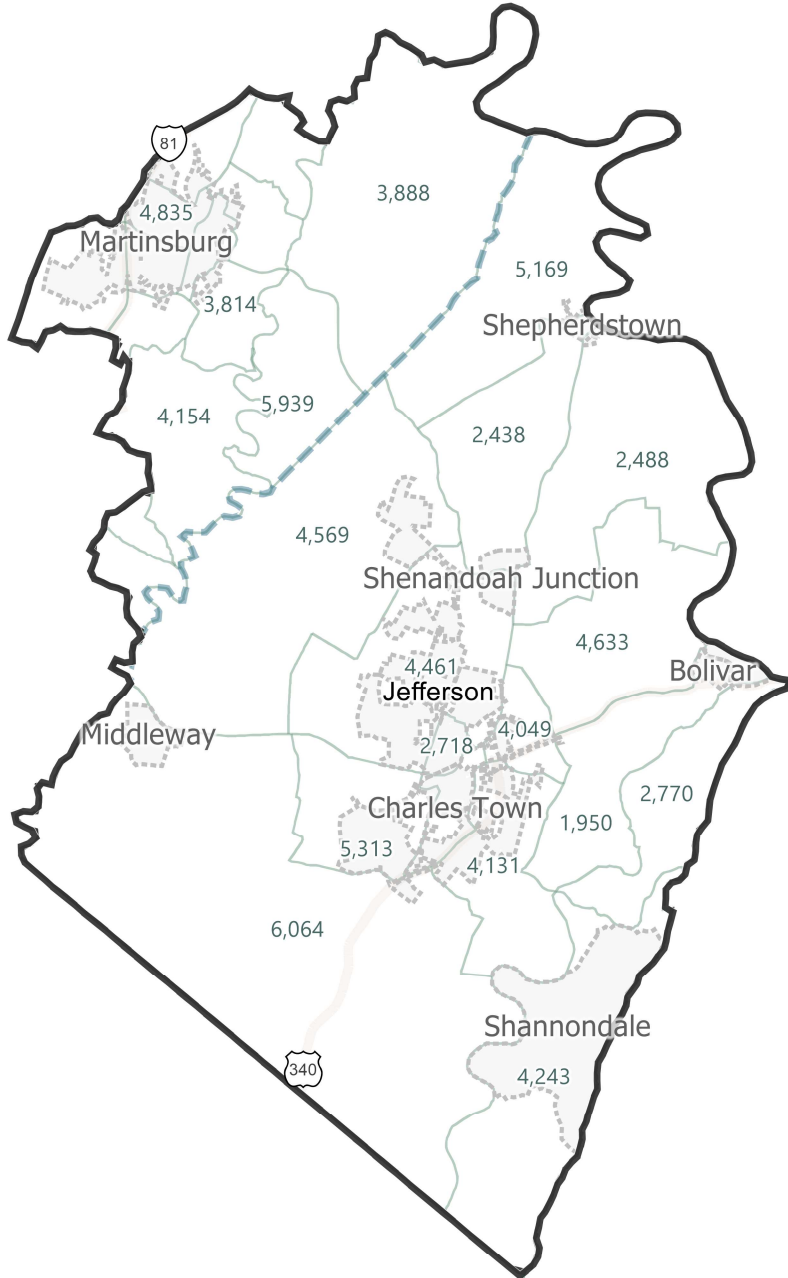 81
3,888
4,835
Martinsburg
5,169
3,814
Shepherdstown
5,939
4,154
2,438
2,488
4,569
Shenandoah Junction
4,633
4,461
Bolivar
Jefferson
4,049
Middleway
2,718
2,770
Charles Town
1,950
5,313
4,131
6,064
Shannondale
340
4,243